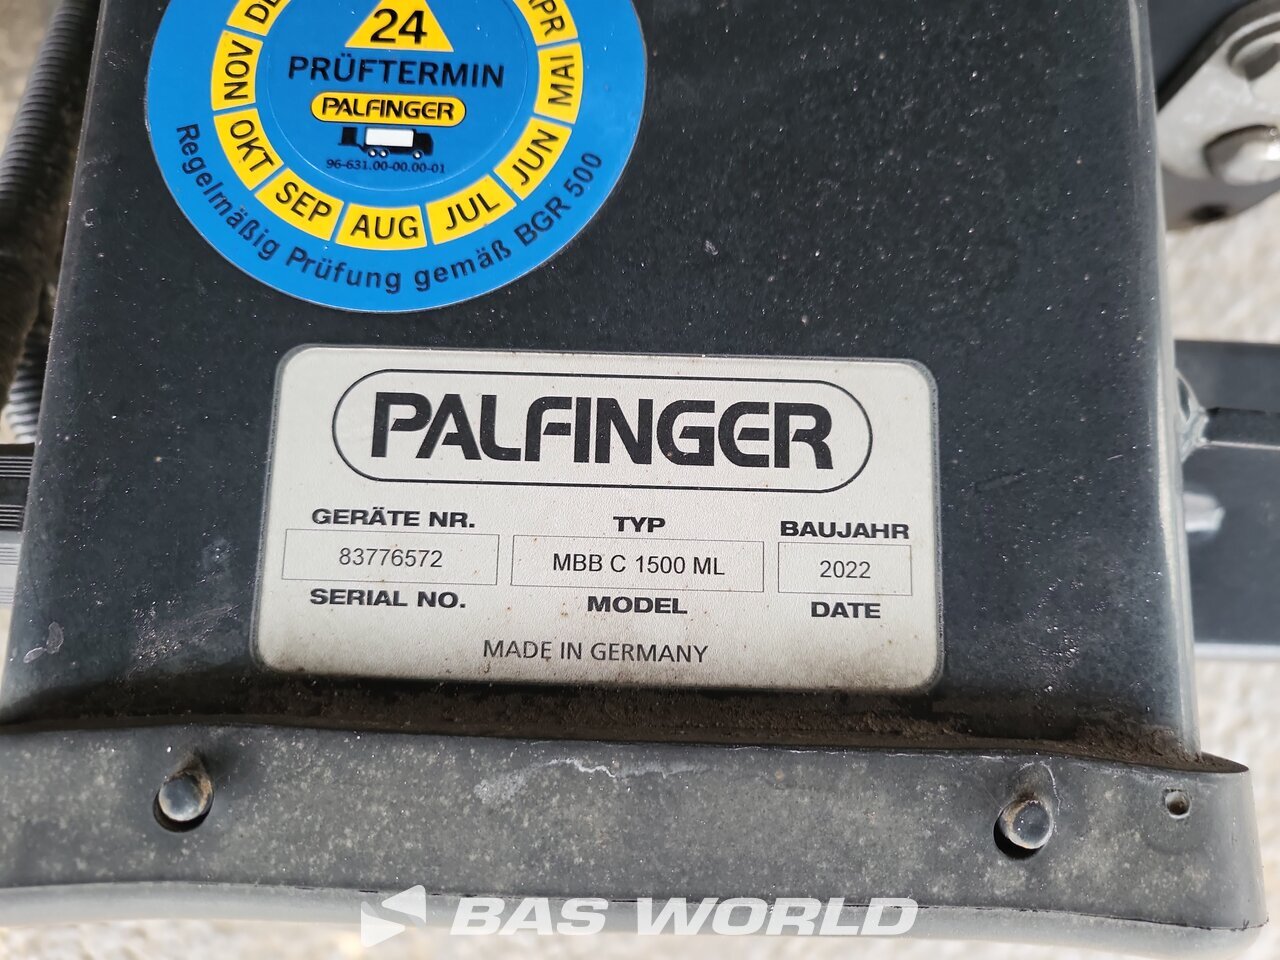 24
PRÜFTERMIN
PALFINGER
96-631.00-00.00-01
APR
MAI
JUN
JUL
AUG
SEP
OKT
NOV
Regelmäßig Prüfung gemäß BGR 500
PALFINGER
GERÄTE NR. TYP BAUJAHR
83776572 MBB C 1500 ML 2022
SERIAL NO. MODEL DATE
MADE IN GERMANY
BAS WORLD